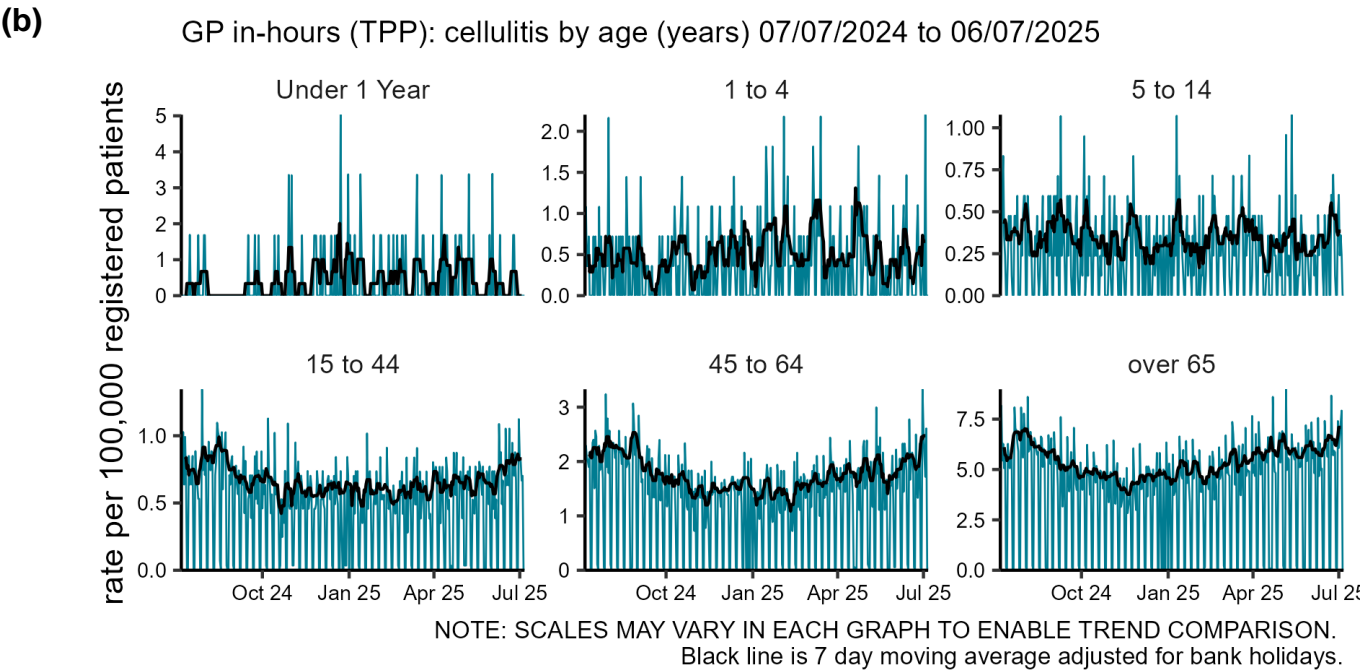 (b)
GP in-hours (TPP): cellulitis by age (years) 07/07/2024 to 06/07/2025
rate per 100,000 registered patients
Under 1 Year
5
4
3
2
1
0
1 to 4
2.0
1.5
1.0
0.5
0.0
5 to 14
1.00
0.75
0.50
0.25
0.00
15 to 44
1.0
0.5
0.0
Oct 24 Jan 25 Apr 25 Jul 25
45 to 64
3
2
1
0
Oct 24 Jan 25 Apr 25 Jul 25
over 65
7.5
5.0
2.5
0.0
Oct 24 Jan 25 Apr 25 Jul 25
NOTE: SCALES MAY VARY IN EACH GRAPH TO ENABLE TREND COMPARISON.
Black line is 7 day moving average adjusted for bank holidays.